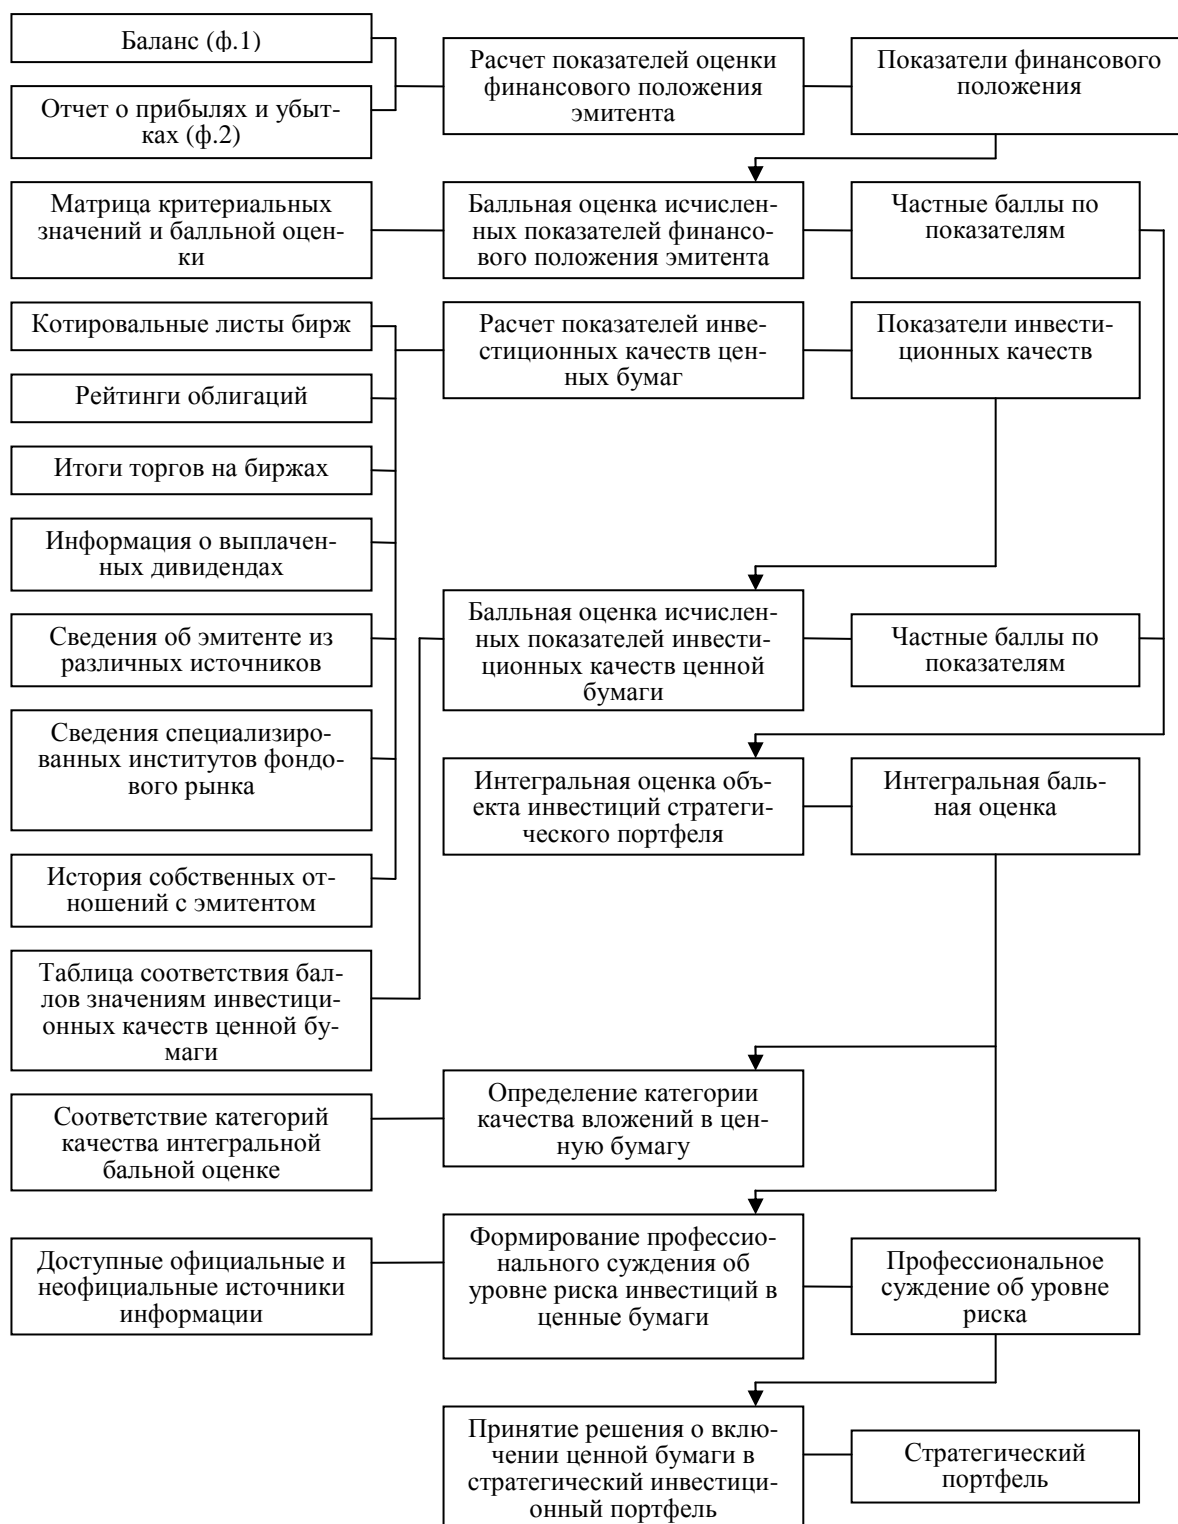 Баланс (ф.1)
Расчет показателей оценки
финансового положения
эмитента
Показатели финансового
положения
Отчет о прибылях и убыт-
ках (ф.2)
Матрица критериальных
значений и балльной оцен-
ки
Балльная оценка исчислен-
ных показателей финансо-
вого положения эмитента
Частные баллы по
показателям
Котировальные листы бирж
Расчет показателей инве-
стиционных качеств цен-
ных бумаг
Показатели инвести-
ционных качеств
Рейтинги облигаций
Итоги торгов на биржах
Информация о выплачен-
ных дивидендах
Балльная оценка исчислен-
ных показателей инвести-
ционных качеств ценной
бумаги
Частные баллы по
показателям
Сведения об эмитенте из
различных источников
Сведения специализиро-
ванных институтов фондо-
вого рынка
Интегральная оценка объ-
екта инвестиций стратеги-
ческого портфеля
Интегральная баль-
ная оценка
История собственных от-
ношений с эмитентом
Таблица соответствия бал-
лов значениям инвестици-
онных качеств ценной бу-
маги
Определение категории
качества вложений в цен-
ную бумагу
Соответствие категорий
качества интегральной
бальной оценке
Формирование профессио-
нального суждения об
уровне риска инвестиций в
ценные бумаги
Доступные официальные и
неофициальные источники
информации
Профессиональное
суждение об уровне
риска
Принятие решения о вклю-
чении ценной бумаги в
стратегический инвестици-
онный портфель
Стратегический
портфель